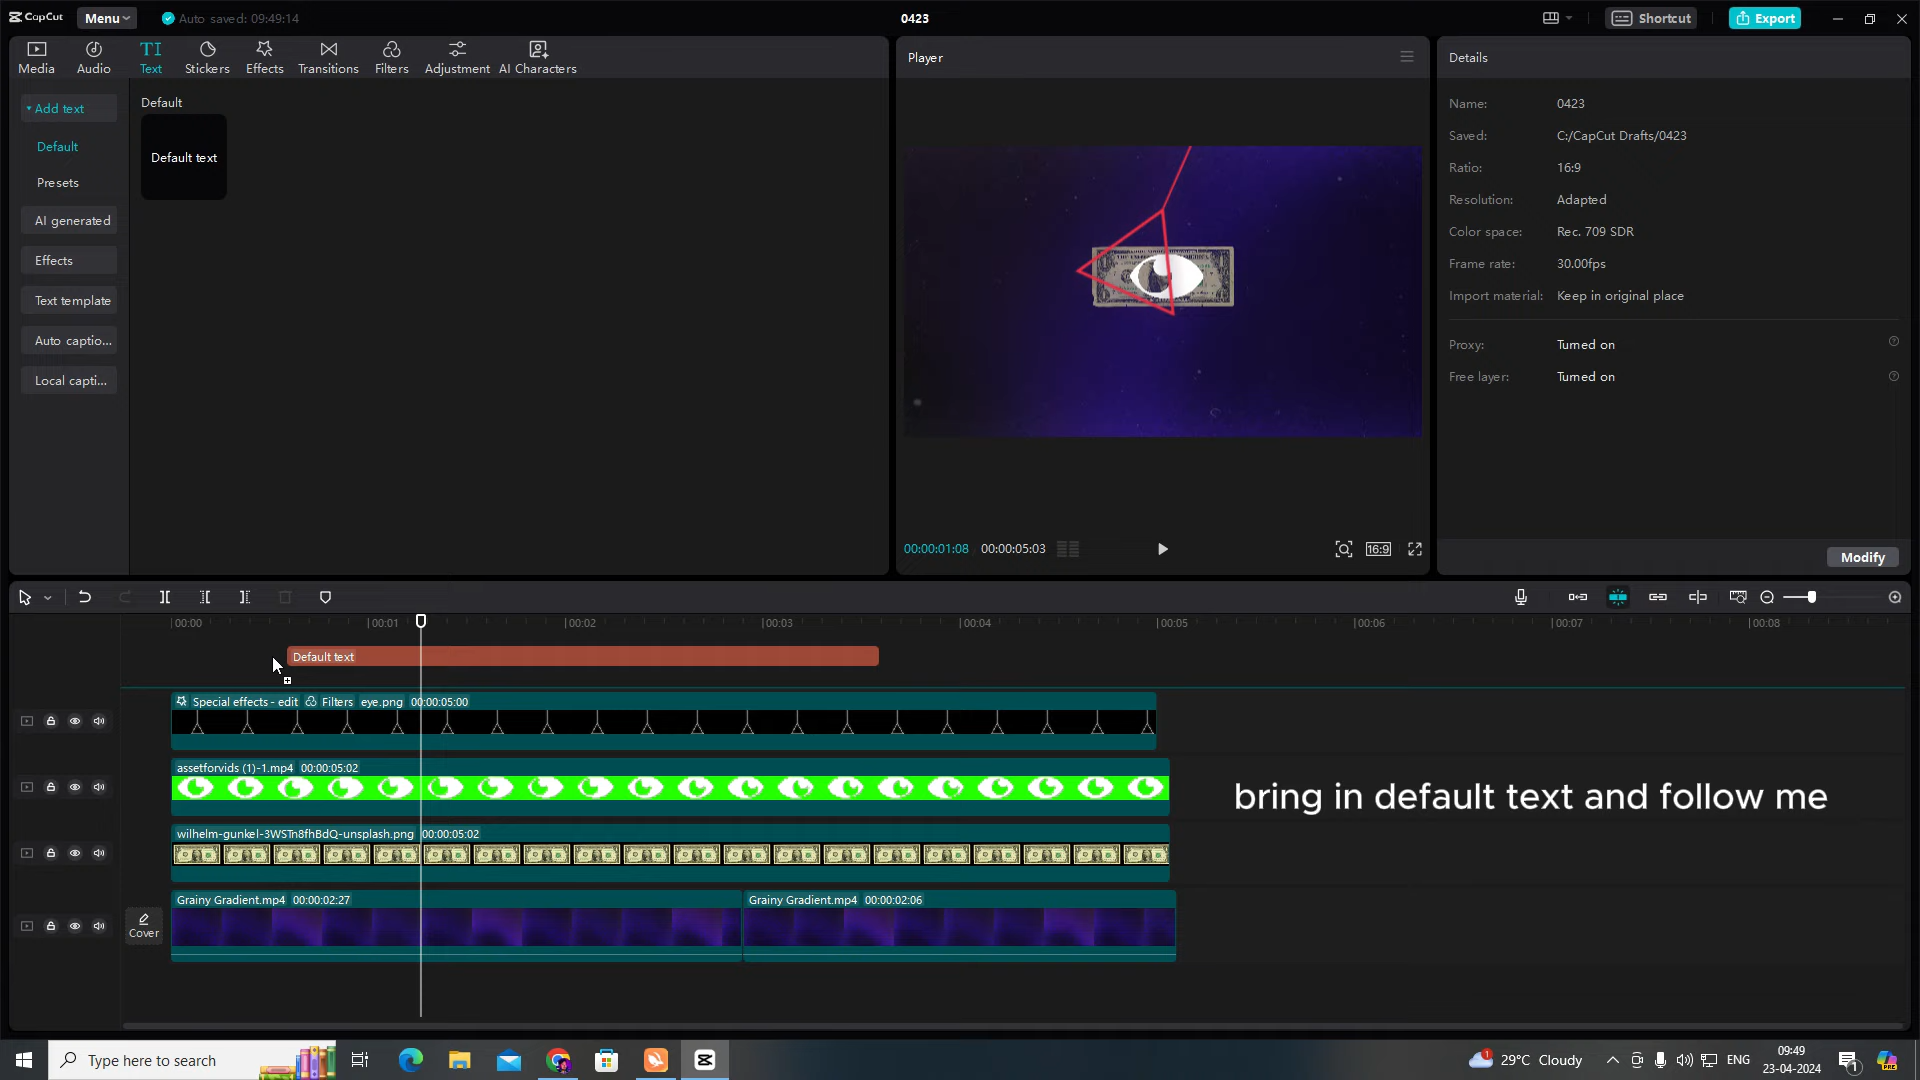 CapCut
Menu
Auto saved: 09:49:14
0423
Shortcut
Export
Media
Audio
TI
Text
Stickers
Effects
Transitions
Filters
Adjustment
AI Characters
Add text
Default
Presets
AI generated
Effects
Text template
Auto captio...
Local capti...
Default
Default text
Player
00:00:01:08
00:00:05:03
16:9
Details
Name: 0423
Saved: C:/CapCut Drafts/0423
Ratio: 16:9
Resolution: Adapted
Color space: Rec. 709 SDR
Frame rate: 30.00fps
Import material: Keep in original place
Proxy: Turned on
Free layer: Turned on
Modify
00:00
00:01
00:02
00:03
00:04
00:05
00:06
00:07
00:08
Default text
Special effects - edit Filters eye.png 00:00:05:00
assetforvids (1)-1.mp4 00:00:05:02
bring in default text and follow me
wilhelm-gunkel-3WSTn8fhBdQ-unsplash.png 00:00:05:02
Cover
Grainy Gradient.mp4 00:00:02:27
Grainy Gradient.mp4 00:00:02:06
Type here to search
1
29°C Cloudy
ENG
09:49
23-04-2024
1
PRE